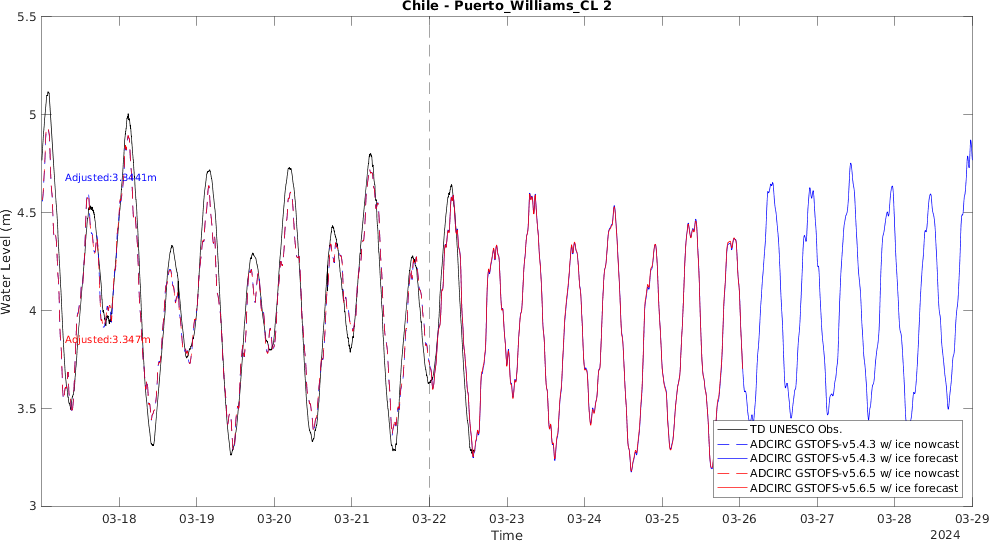 Chile - Puerto_Williams_CL 2
5.5
5
4.5
4
3.5
3
Water Level (m)
Adjusted:3.8441m
Adjusted:3.347m
TD UNESCO Obs.
ADCIRC GSTOFS-v5.4.3 w/ ice nowcast
ADCIRC GSTOFS-v5.4.3 w/ ice forecast
ADCIRC GSTOFS-v5.6.5 w/ ice nowcast
ADCIRC GSTOFS-v5.6.5 w/ ice forecast
03-18 03-19 03-20 03-21 03-22 03-23 03-24 03-25 03-26 03-27 03-28 03-29
2024
Time